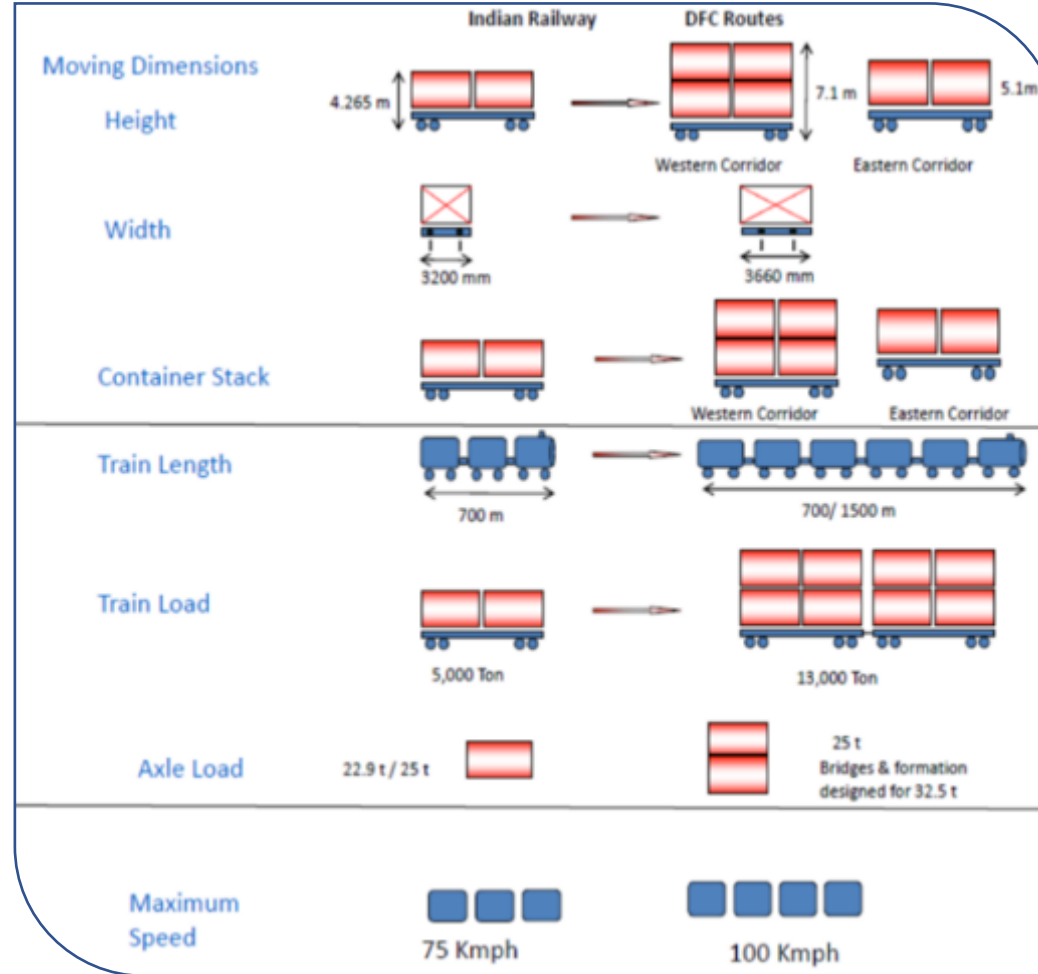 Indian Railway DFC Routes
Moving Dimensions
Height
4.265 m
7.1 m
5.1m
Western Corridor Eastern Corridor
Width
3200 mm
3660 mm
Container Stack
Western Corridor Eastern Corridor
Train Length
700 m
700/ 1500 m
Train Load
5,000 Ton
13,000 Ton
Axle Load
22.9 t / 25 t
25 t
Bridges & formation
designed for 32.5 t
Maximum
Speed
75 Kmph
100 Kmph